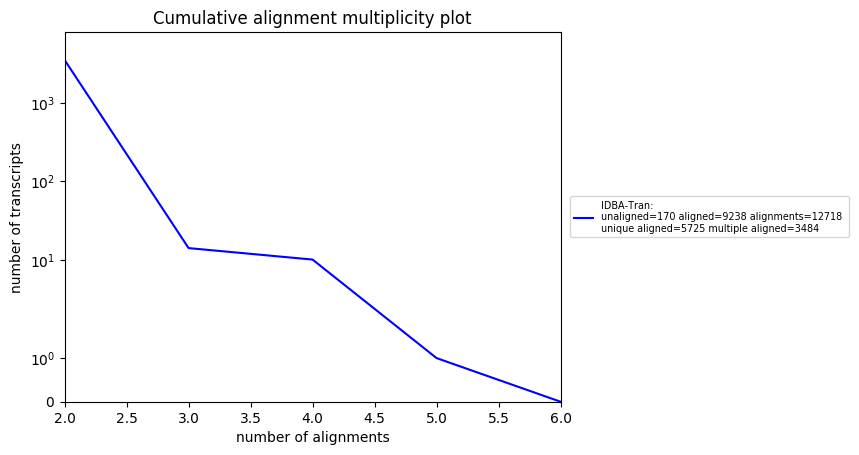 Cumulative alignment multiplicity plot
number of transcripts
10³
10²
10¹
10⁰
0
2.0 2.5 3.0 3.5 4.0 4.5 5.0 5.5 6.0
number of alignments
IDBA-Tran:
unaligned=170 aligned=9238 alignments=12718
unique aligned=5725 multiple aligned=3484